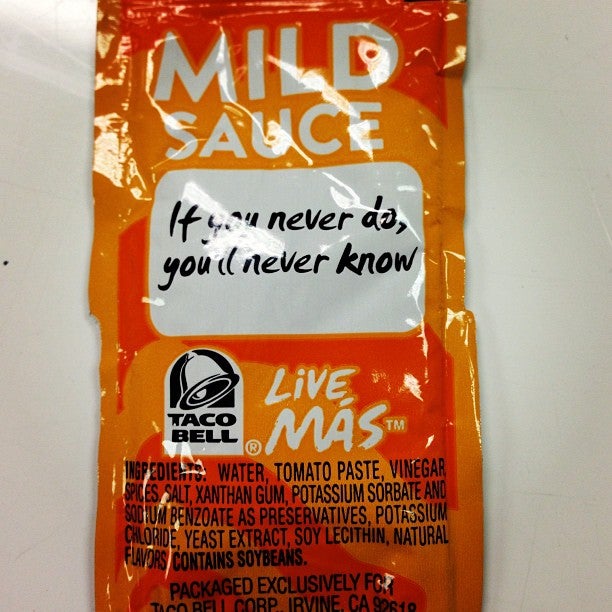 MILD
SAUCE
If you never do,
you'll never know
TACO
BELL
®
LiVE
MÁS™
INGREDIENTS: WATER, TOMATO PASTE, VINEGAR,
SPICES, SALT, XANTHAN GUM, POTASSIUM SORBATE AND
SODIUM BENZOATE AS PRESERVATIVES, POTASSIUM
CHLORIDE, YEAST EXTRACT, SOY LECITHIN, NATURAL
FLAVORS. CONTAINS SOYBEANS.
PACKAGED EXCLUSIVELY FOR
TACO BELL CORP., IRVINE, CA 92618